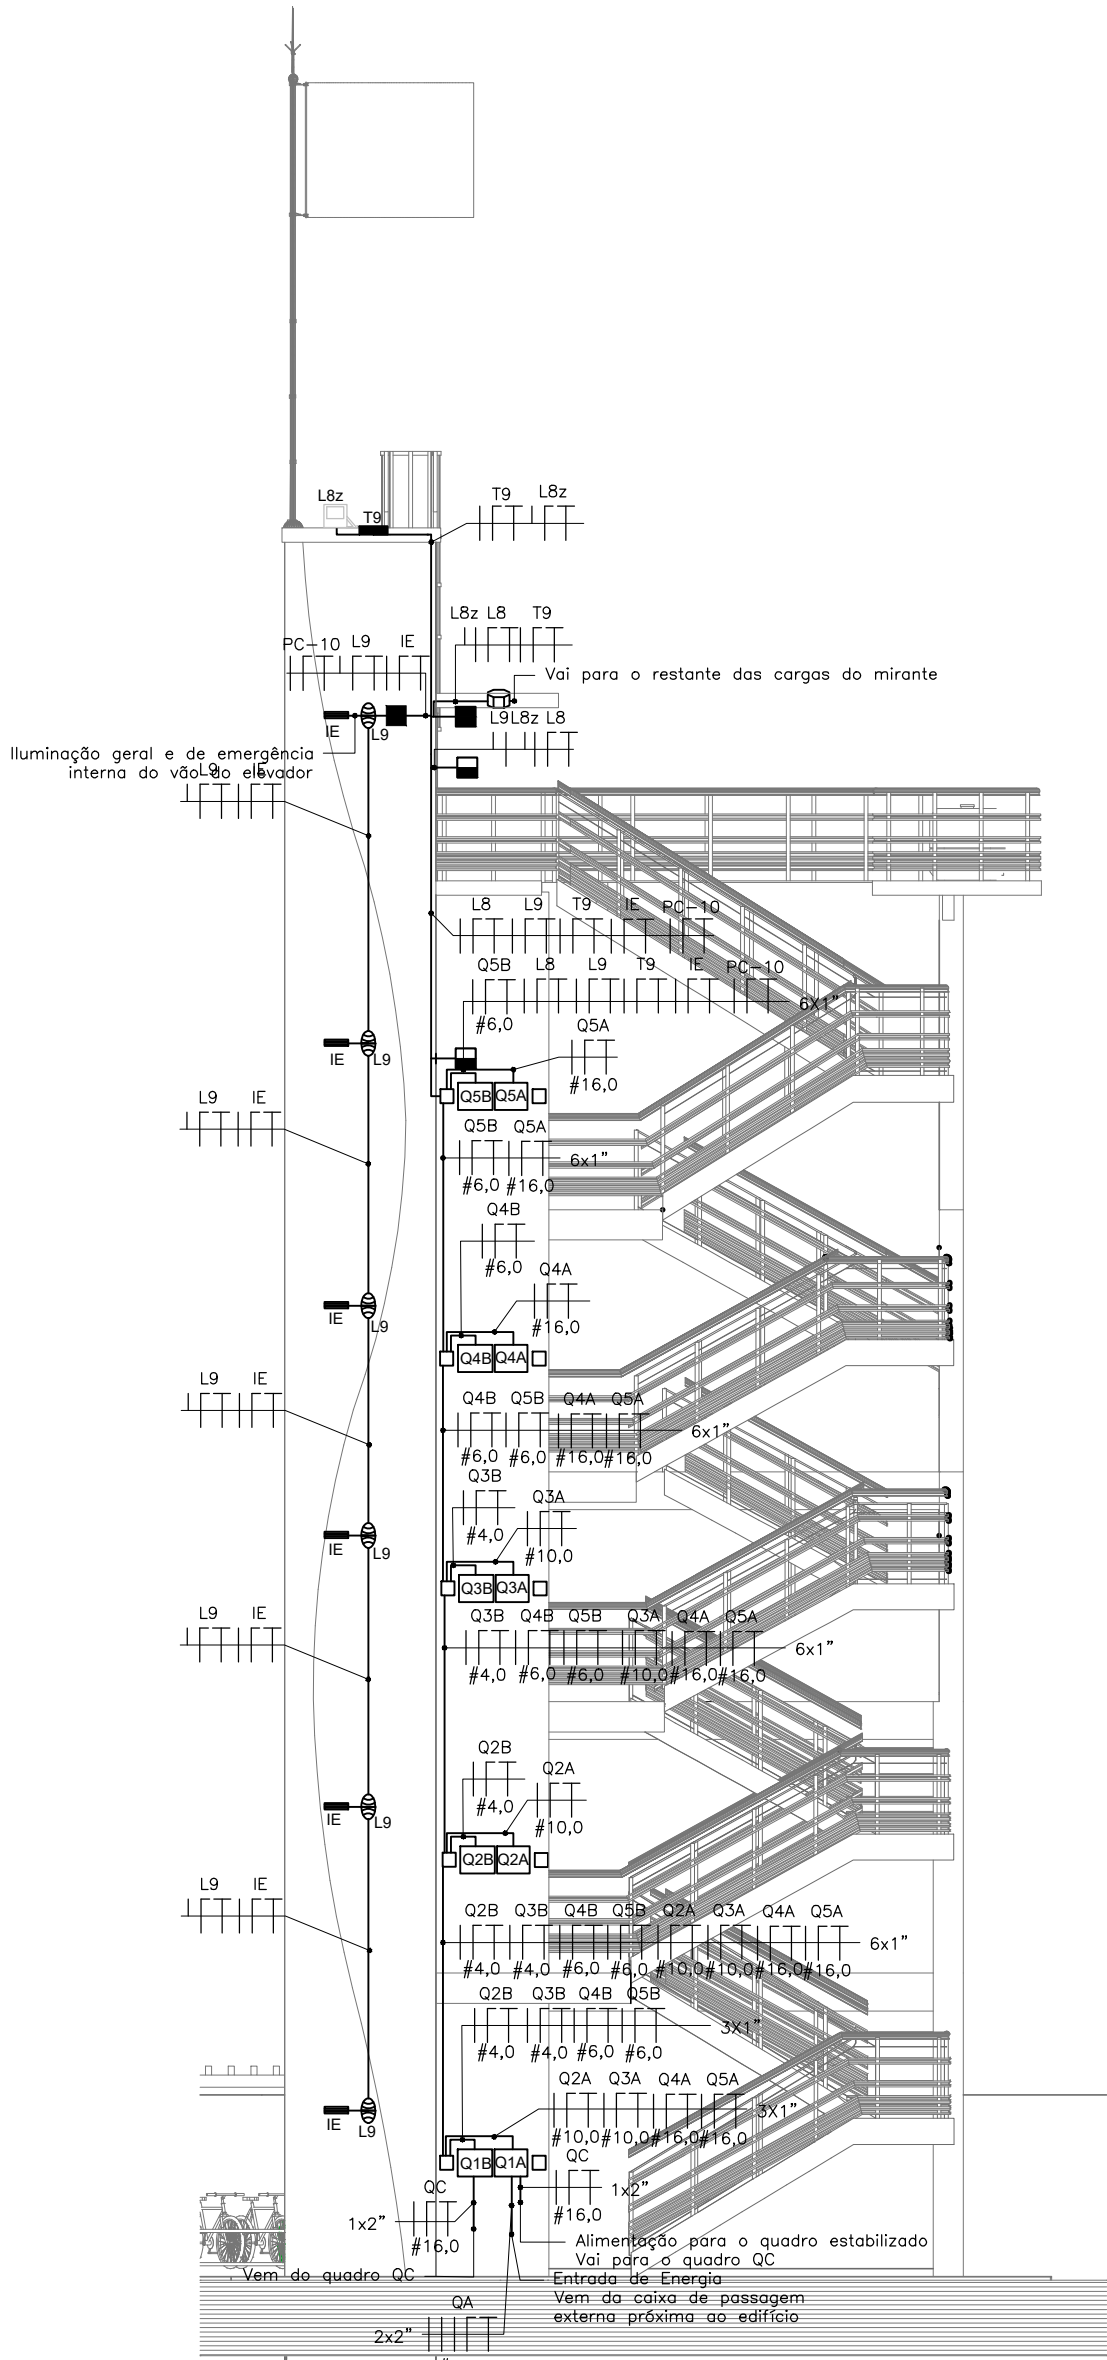 L8z
T9
T9 L8z
L8z L8 T9
PC-10 L9 IE
Vai para o restante das cargas do mirante
IE
L9
L9 L8z L8
Iluminação geral e de emergência
interna do vão do elevador
L9 IE
L8 L9 T9 IE PC-10
Q5B L8 L9 T9 IE PC-10
6X1"
#6,0
Q5A
#16,0
IE
L9
Q5B Q5A
L9 IE
Q5B Q5A
6x1"
#6,0 #16,0
Q4B
#6,0
Q4A
#16,0
IE
L9
Q4B Q4A
L9 IE
Q4B Q5B Q4A Q5A
6x1"
#6,0 #6,0 #16,0 #16,0
Q3B
#4,0
Q3A
#10,0
IE
L9
Q3B Q3A
L9 IE
Q3B Q4B Q5B Q3A Q4A Q5A
6x1"
#4,0 #6,0 #6,0 #10,0 #16,0 #16,0
Q2B
#4,0
Q2A
#10,0
IE
L9
Q2B Q2A
L9 IE
Q2B Q3B Q4B Q5B Q2A Q3A Q4A Q5A
6x1"
#4,0 #4,0 #6,0 #6,0 #10,0 #10,0 #16,0 #16,0
Q2B Q3B Q4B Q5B
3X1"
#4,0 #4,0 #6,0 #6,0
Q2A Q3A Q4A Q5A
3X1"
#10,0 #10,0 #16,0 #16,0
IE
L9
Q1B Q1A
QC
1x2"
#16,0
QC
1x2"
#16,0
Alimentação para o quadro estabilizado
Vai para o quadro QC
Vem do quadro QC
Entrada de Energia
Vem da caixa de passagem
externa próxima ao edifício
QA
2x2"